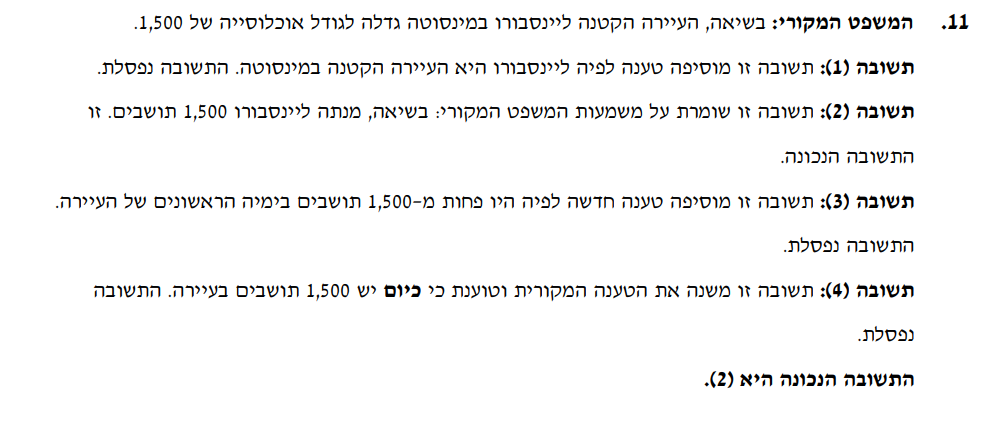 11. המשפט המקורי: בשיאה, העיירה הקטנה ליינסבורו במינסוטה גדלה לגודל אוכלוסייה של 1,500.
תשובה (1): תשובה זו מוסיפה טענה לפיה ליינסבורו היא העיירה הקטנה במינסוטה. התשובה נפסלת.
תשובה (2): תשובה זו שומרת על משמעות המשפט המקורי: בשיאה, מנתה ליינסבורו 1,500 תושבים. זו
התשובה הנכונה.
תשובה (3): תשובה זו מוסיפה טענה חדשה לפיה היו פחות מ-1,500 תושבים בימיה הראשונים של העיירה.
התשובה נפסלת.
תשובה (4): תשובה זו משנה את הטענה המקורית וטוענת כי כיום יש 1,500 תושבים בעיירה. התשובה
נפסלת.
התשובה הנכונה היא (2).